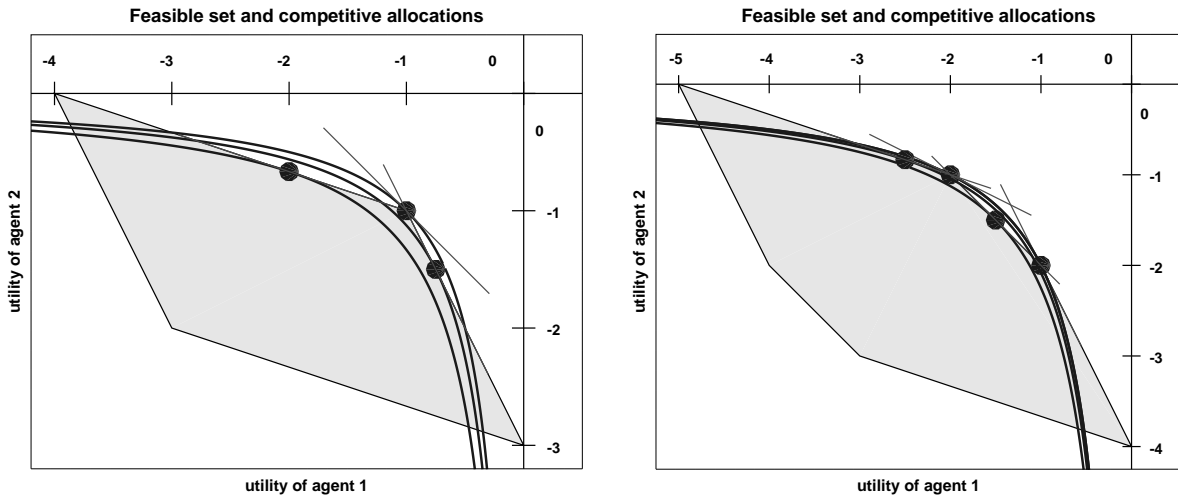 Feasible set and competitive allocations
-4 -3 -2 -1 0
0
-1
-2
-3
utility of agent 2
utility of agent 1
Feasible set and competitive allocations
-5 -4 -3 -2 -1 0
0
-1
-2
-3
-4
utility of agent 2
utility of agent 1